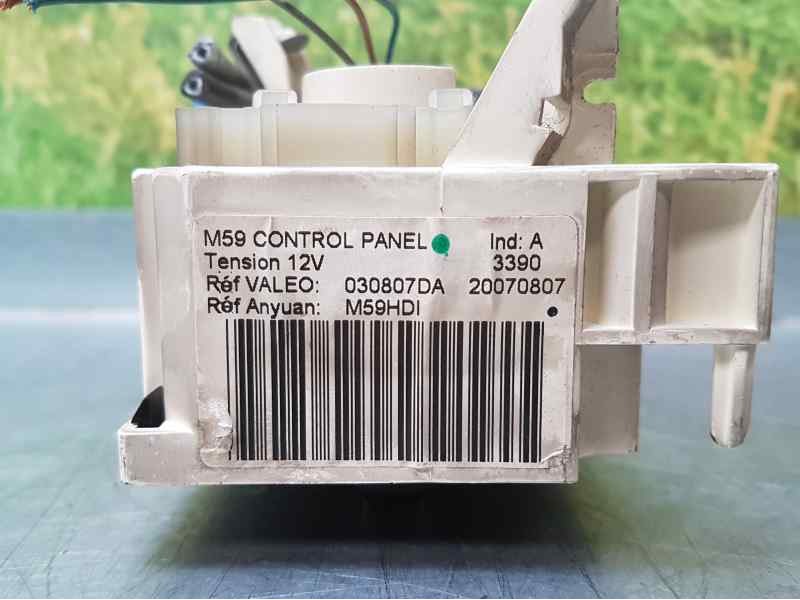 M59 CONTROL PANEL Ind: A
Tension 12V 3390
Réf VALEO: 030807DA 20070807
Réf Anyuan: M59HDI